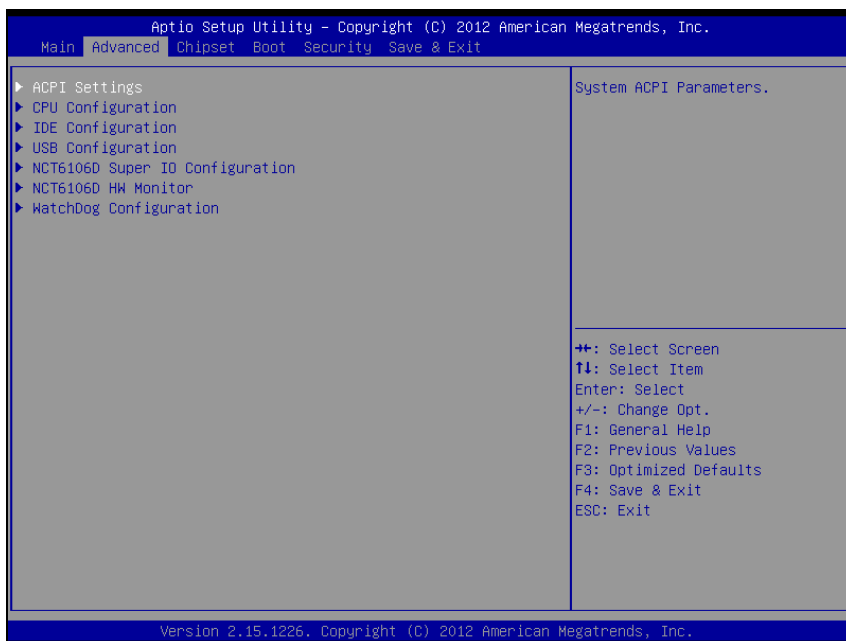 Aptio Setup Utility – Copyright (C) 2012 American Megatrends, Inc.
Main Advanced Chipset Boot Security Save & Exit
ACPI Settings
CPU Configuration
IDE Configuration
USB Configuration
NCT6106D Super IO Configuration
NCT6106D HW Monitor
WatchDog Configuration
System ACPI Parameters.
→←: Select Screen
↑↓: Select Item
Enter: Select
+/-: Change Opt.
F1: General Help
F2: Previous Values
F3: Optimized Defaults
F4: Save & Exit
ESC: Exit
Version 2.15.1226. Copyright (C) 2012 American Megatrends, Inc.